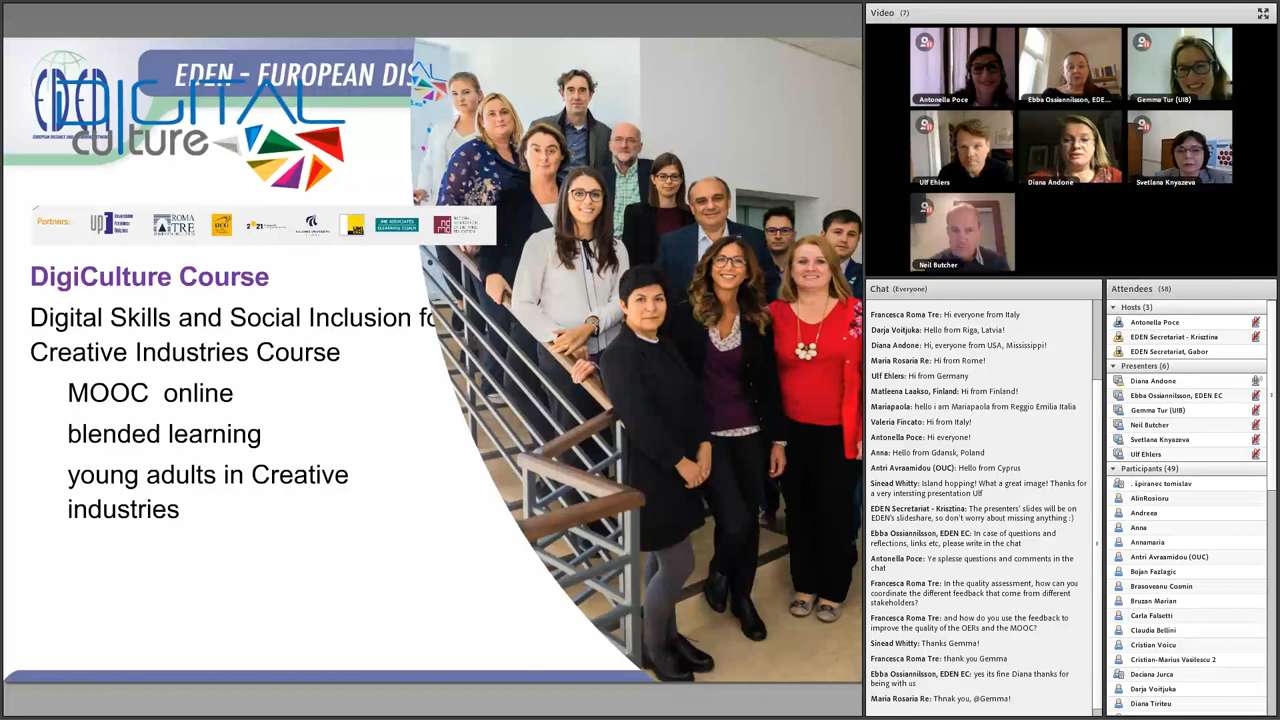 EDEN - EUROPEAN DIS
EDEN
DIGITAL
culture
Partners:
ROMA
TRE
2 21
DigiCulture Course
Digital Skills and Social Inclusion fo
Creative Industries Course
MOOC  online
blended learning
young adults in Creative
industries
Video (7)
Antonella Poce
Ebba Ossiannilsson, EDE...
Gemma Tur (UIB)
Ulf Ehlers
Diana Andone
Svetlana Knyazeva
Neil Butcher
Chat (Everyone)
Francesca Roma Tre: Hi everyone from Italy
Darja Voitjuka: Hello from Riga, Latvia!
Diana Andone: Hi, everyone from USA, Mississippi!
Maria Rosaria Re: Hi from Rome!
Ulf Ehlers: Hi from Germany
Matleena Laakso, Finland: Hi from Finland!
Mariapaola: hello i am Mariapaola from Reggio Emilia Italia
Valeria Fincato: Hi from Italy!
Antonella Poce: Hi everyone!
Anna: Hello from Gdansk, Poland
Antri Avraamidou (OUC): Hello from Cyprus
Sinead Whitty: Island hopping! What a great image! Thanks for
a very intersting presentation Ulf
EDEN Secretariat - Krisztina: The presenters' slides will be on
EDEN's slideshare, so don't worry about missing anything :)
Ebba Ossiannilsson, EDEN EC: In case of questions and
reflections, links etc, please write in the chat
Antonella Poce: Ye splesse questions and comments in the
chat
Francesca Roma Tre: In the quality assessment, how can you
coordinate the different feedback that come from different
stakeholders?
Francesca Roma Tre: and how do you use the feedback to
improve the quality of the OERs and the MOOC?
Sinead Whitty: Thanks Gemma!
Francesca Roma Tre: thank you Gemma
Ebba Ossiannilsson, EDEN EC: yes its fine Diana thanks for
being with us
Maria Rosaria Re: Thnak you, @Gemma!
Attendees (58)
Hosts (3)
Antonella Poce
EDEN Secretariat - Krisztina
EDEN Secretariat, Gabor
Presenters (6)
Diana Andone
Ebba Ossiannilsson, EDEN EC
Gemma Tur (UIB)
Neil Butcher
Svetlana Knyazeva
Ulf Ehlers
Participants (49)
. špiranec tomislav
AlinRosioru
Andreea
Anna
Annamaria
Antri Avraamidou (OUC)
Bojan Fazlagic
Brasoveanu Cosmin
Bruzan Marian
Carla Falsetti
Claudia Bellini
Cristian Voicu
Cristian-Marius Vasilescu 2
Daciana Jurca
Darja Voitjuka
Diana Tiriteu